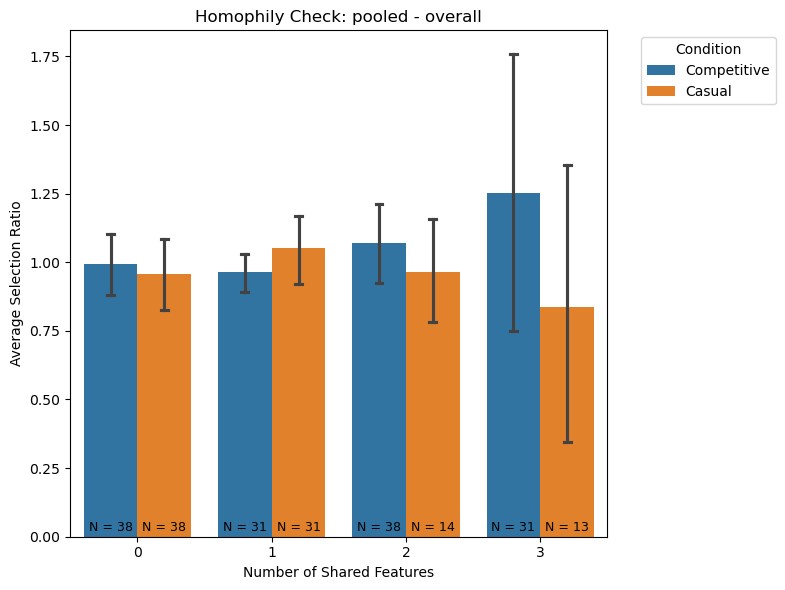 Homophily Check: pooled - overall
Condition
Competitive
Casual
Average Selection Ratio
1.75
1.50
1.25
1.00
0.75
0.50
0.25
0.00
N = 38 N = 38 N = 31 N = 31 N = 38 N = 14 N = 31 N = 13
0 1 2 3
Number of Shared Features